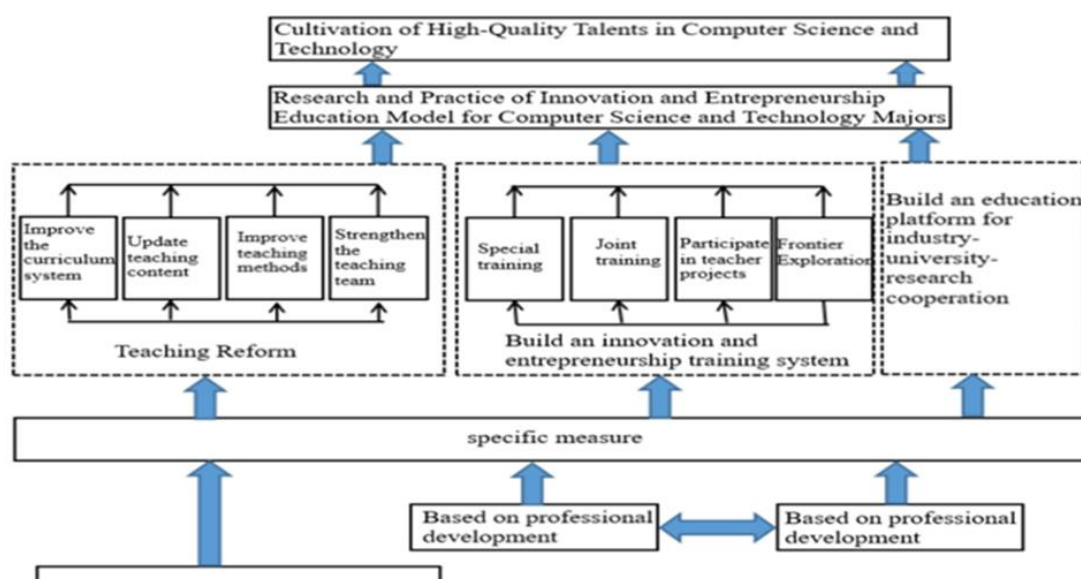 Cultivation of High-Quality Talents in Computer Science and
Technology
Research and Practice of Innovation and Entrepreneurship
Education Model for Computer Science and Technology Majors
Improve
the
curriculum
system
Update
teaching
content
Improve
teaching
methods
Strengthen
the
teaching
team
Teaching Reform
Special
training
Joint
training
Participate
in teacher
projects
Frontier
Exploration
Build an innovation and
entrepreneurship training system
Build an education
platform for
industry-
university-
research
cooperation
specific measure
Based on professional
development
Based on professional
development